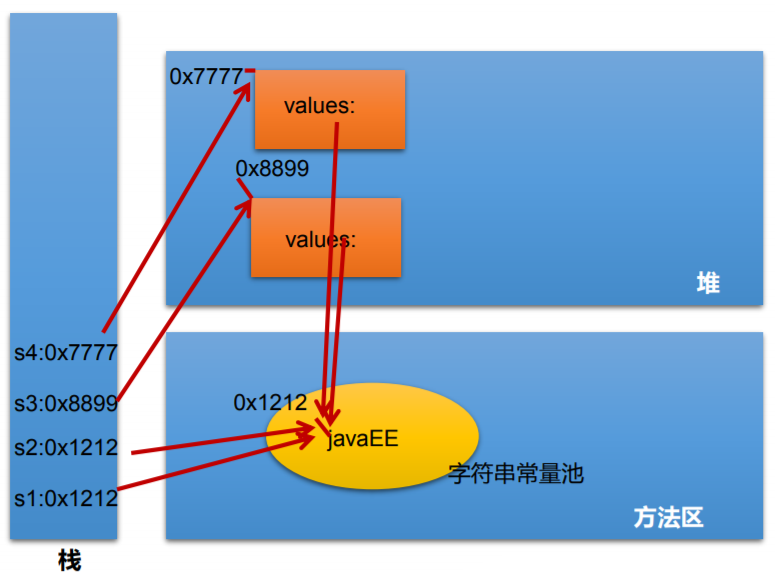 0x7777
values:
0x8899
values:
堆
s4:0x7777
s3:0x8899
s2:0x1212
s1:0x1212
栈
0x1212
javaEE
字符串常量池
方法区